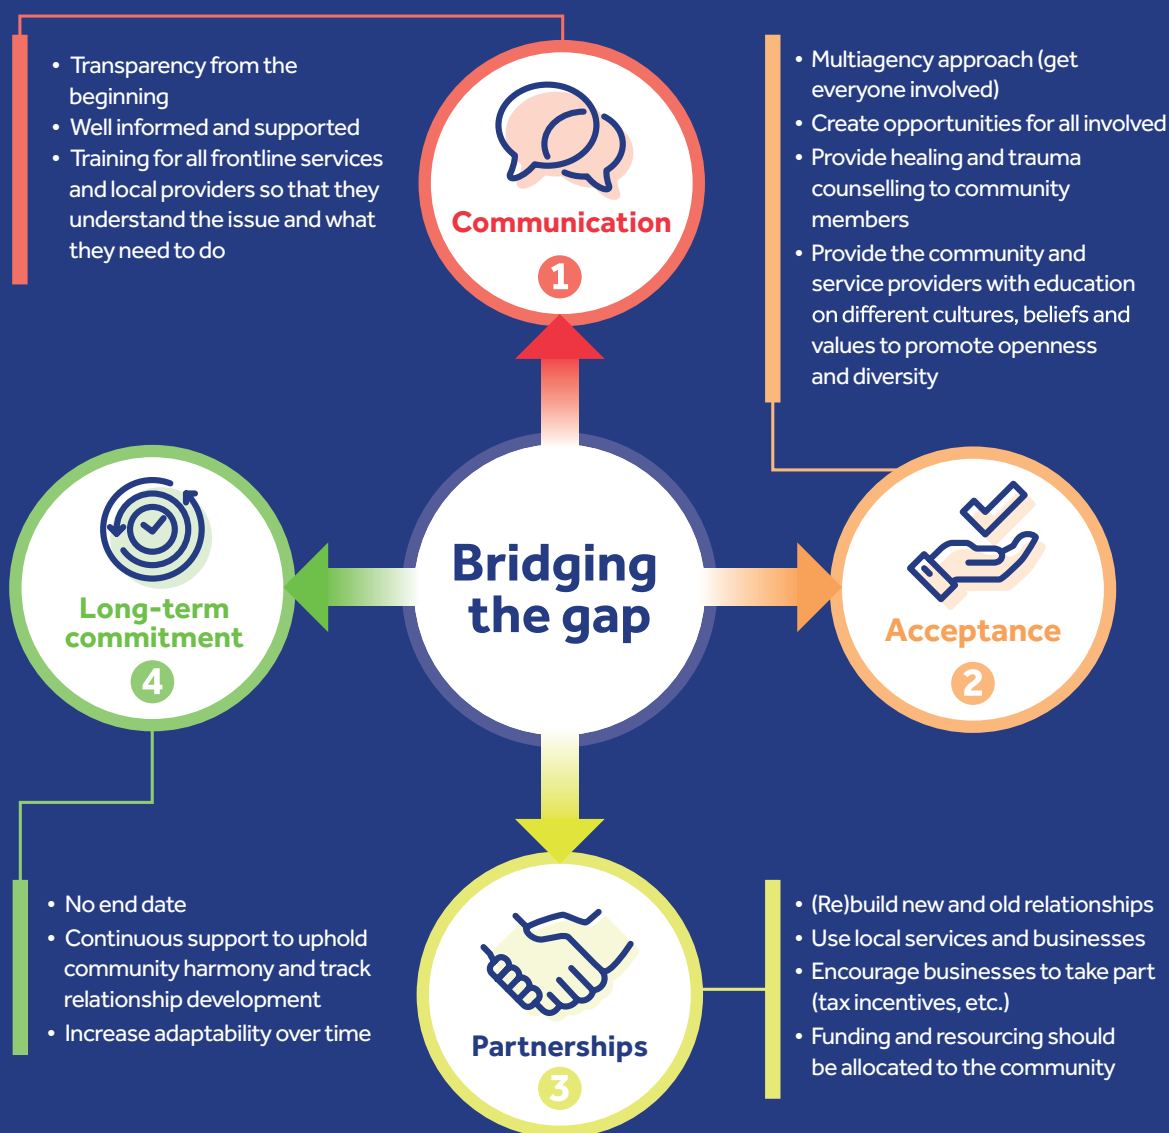 • Transparency from the
beginning
• Well informed and supported
• Training for all frontline services
and local providers so that they
understand the issue and what
they need to do
Communication
1
• Multiagency approach (get
everyone involved)
• Create opportunities for all involved
• Provide healing and trauma
counselling to community
members
• Provide the community and
service providers with education
on different cultures, beliefs and
values to promote openness
and diversity
Bridging
the gap
Long-term
commitment
4
Acceptance
2
• No end date
• Continuous support to uphold
community harmony and track
relationship development
• Increase adaptability over time
Partnerships
3
• (Re)build new and old relationships
• Use local services and businesses
• Encourage businesses to take part
(tax incentives, etc.)
• Funding and resourcing should
be allocated to the community